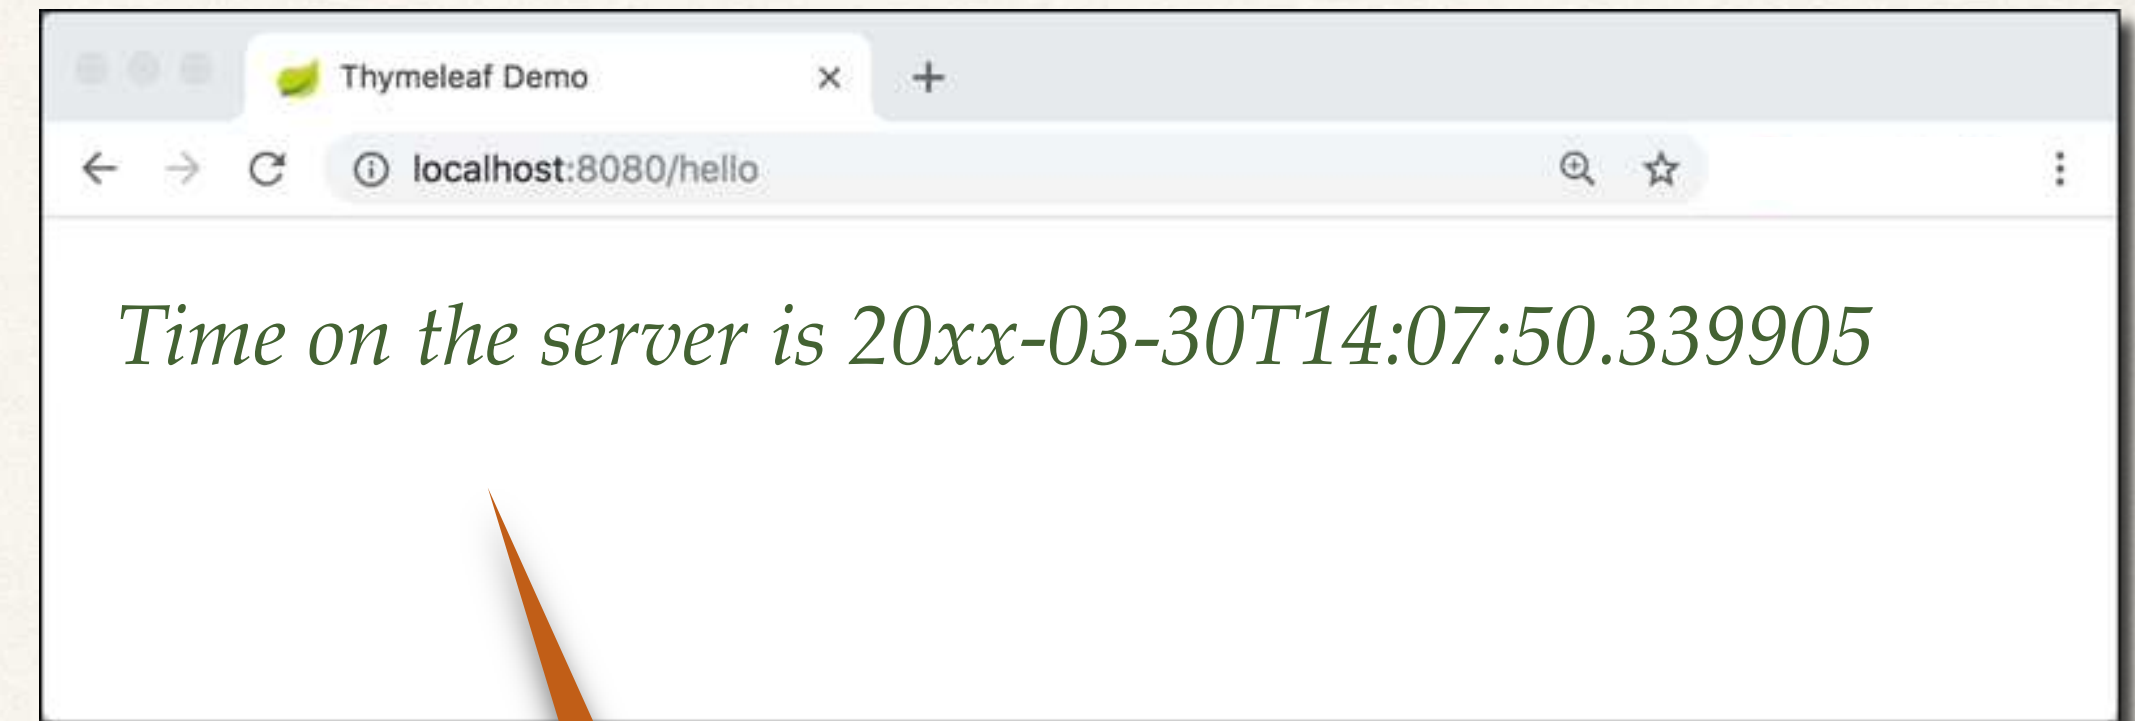 Thymeleaf Demo
localhost:8080/hello
Time on the server is 20xx-03-30T14:07:50.339905